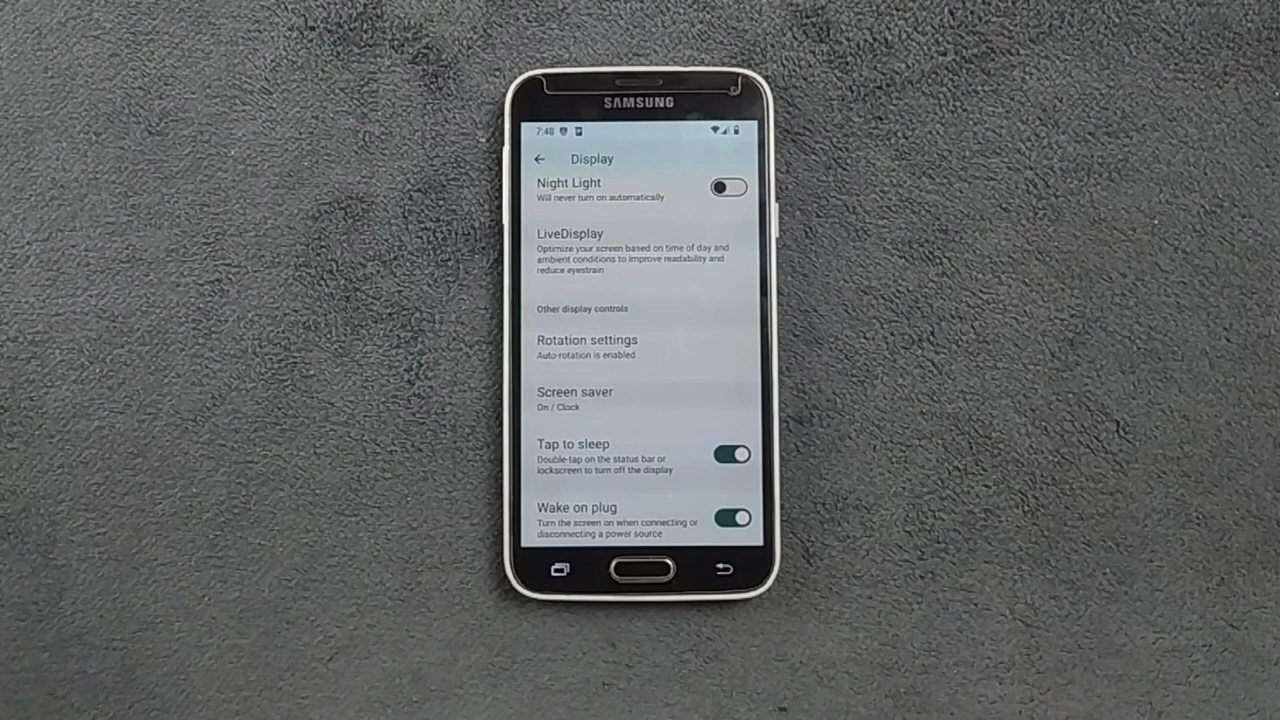 SAMSUNG
7:48
Display
Night Light
Will never turn on automatically
LiveDisplay
Optimize your screen based on time of day and
ambient conditions to improve readability and
reduce eyestrain
Other display controls
Rotation settings
Auto-rotation is enabled
Screen saver
On / Clock
Tap to sleep
Double-tap on the status bar or
lockscreen to turn off the display
Wake on plug
Turn the screen on when connecting or
disconnecting a power source